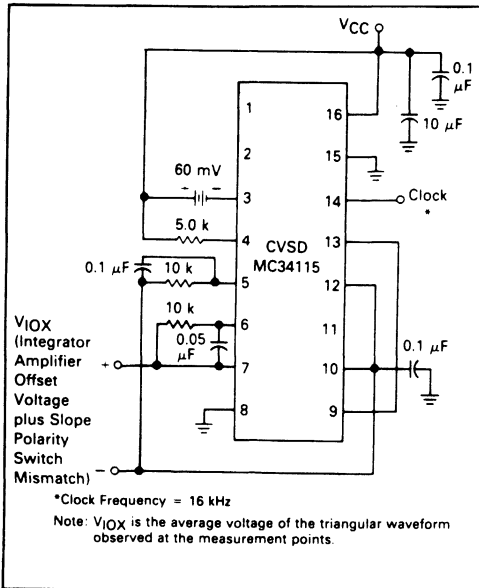 VCC
0.1
µF
10 µF
1
16
2
15
60 mV
+ −
3
14
Clock
*
5.0 k
4
13
CVSD
MC34115
0.1 µF
10 k
5
12
10 k
6
11
0.05
µF
0.1 µF
VIOX
(Integrator
Amplifier
Offset
Voltage
plus Slope
Polarity
Switch
Mismatch)
+
7
10
8
9
−
*Clock Frequency = 16 kHz
Note: VIOX is the average voltage of the triangular waveform
observed at the measurement points.